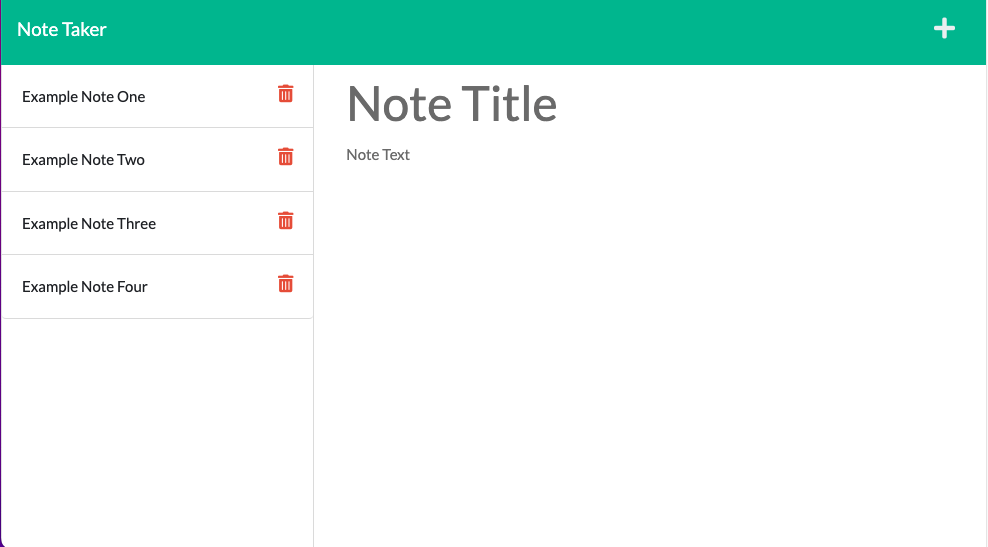 Note Taker
Example Note One
Example Note Two
Example Note Three
Example Note Four
Note Title
Note Text